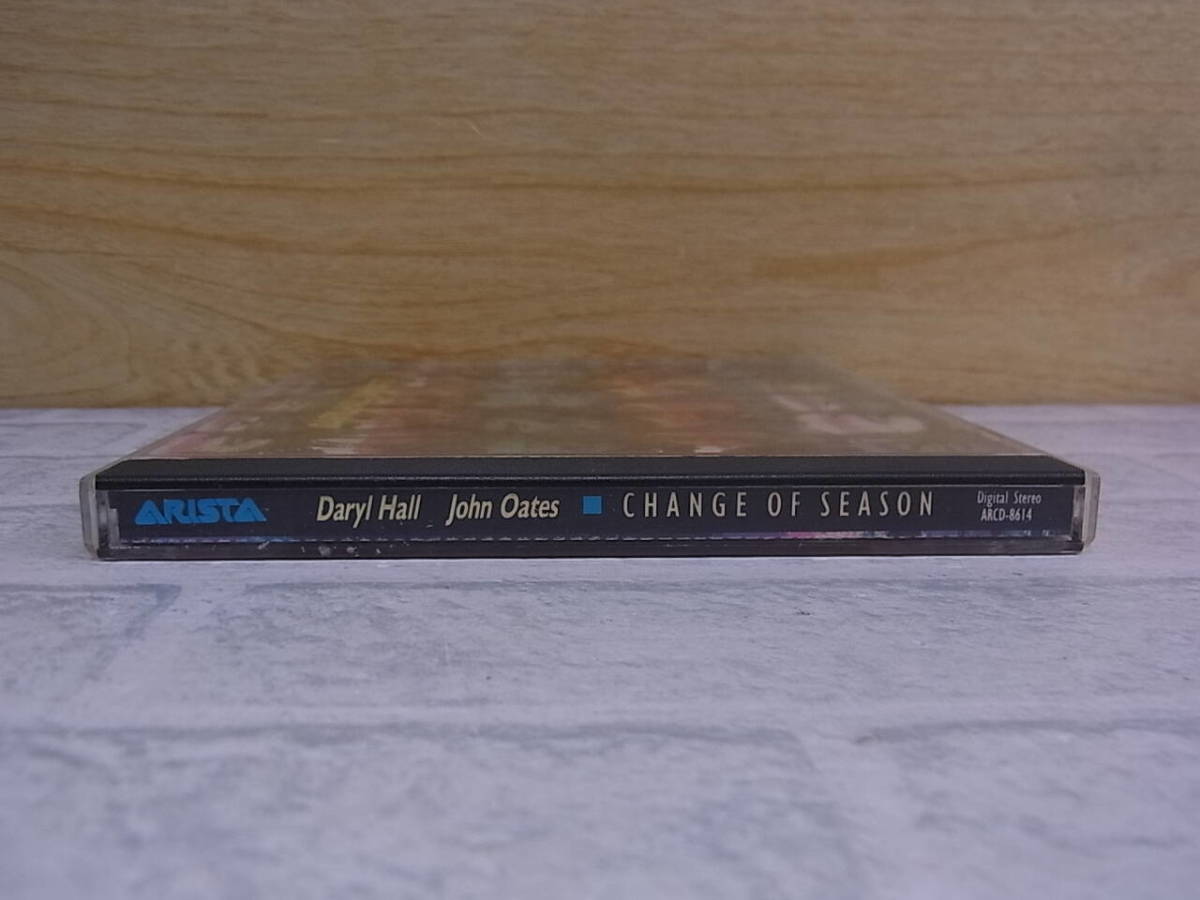 ARISTA Daryl Hall John Oates ■ CHANGE OF SEASON
Digital Stereo
ARCD-8614